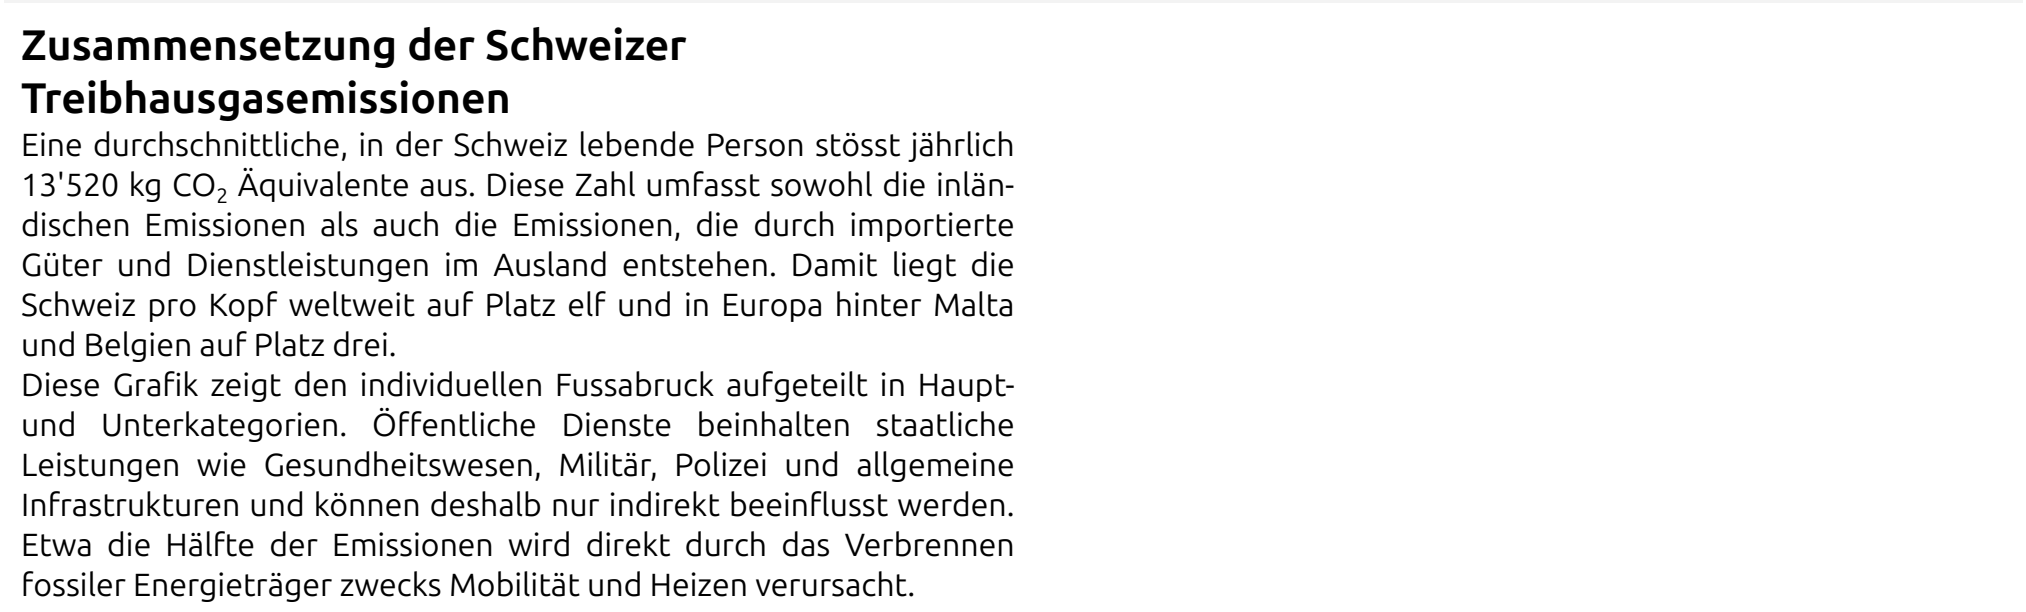 Zusammensetzung der Schweizer
Treibhausgasemissionen
Eine durchschnittliche, in der Schweiz lebende Person stösst jährlich
13'520 kg CO₂ Äquivalente aus. Diese Zahl umfasst sowohl die inlän-
dischen Emissionen als auch die Emissionen, die durch importierte
Güter und Dienstleistungen im Ausland entstehen. Damit liegt die
Schweiz pro Kopf weltweit auf Platz elf und in Europa hinter Malta
und Belgien auf Platz drei.
Diese Grafik zeigt den individuellen Fussabruck aufgeteilt in Haupt-
und Unterkategorien. Öffentliche Dienste beinhalten staatliche
Leistungen wie Gesundheitswesen, Militär, Polizei und allgemeine
Infrastrukturen und können deshalb nur indirekt beeinflusst werden.
Etwa die Hälfte der Emissionen wird direkt durch das Verbrennen
fossiler Energieträger zwecks Mobilität und Heizen verursacht.